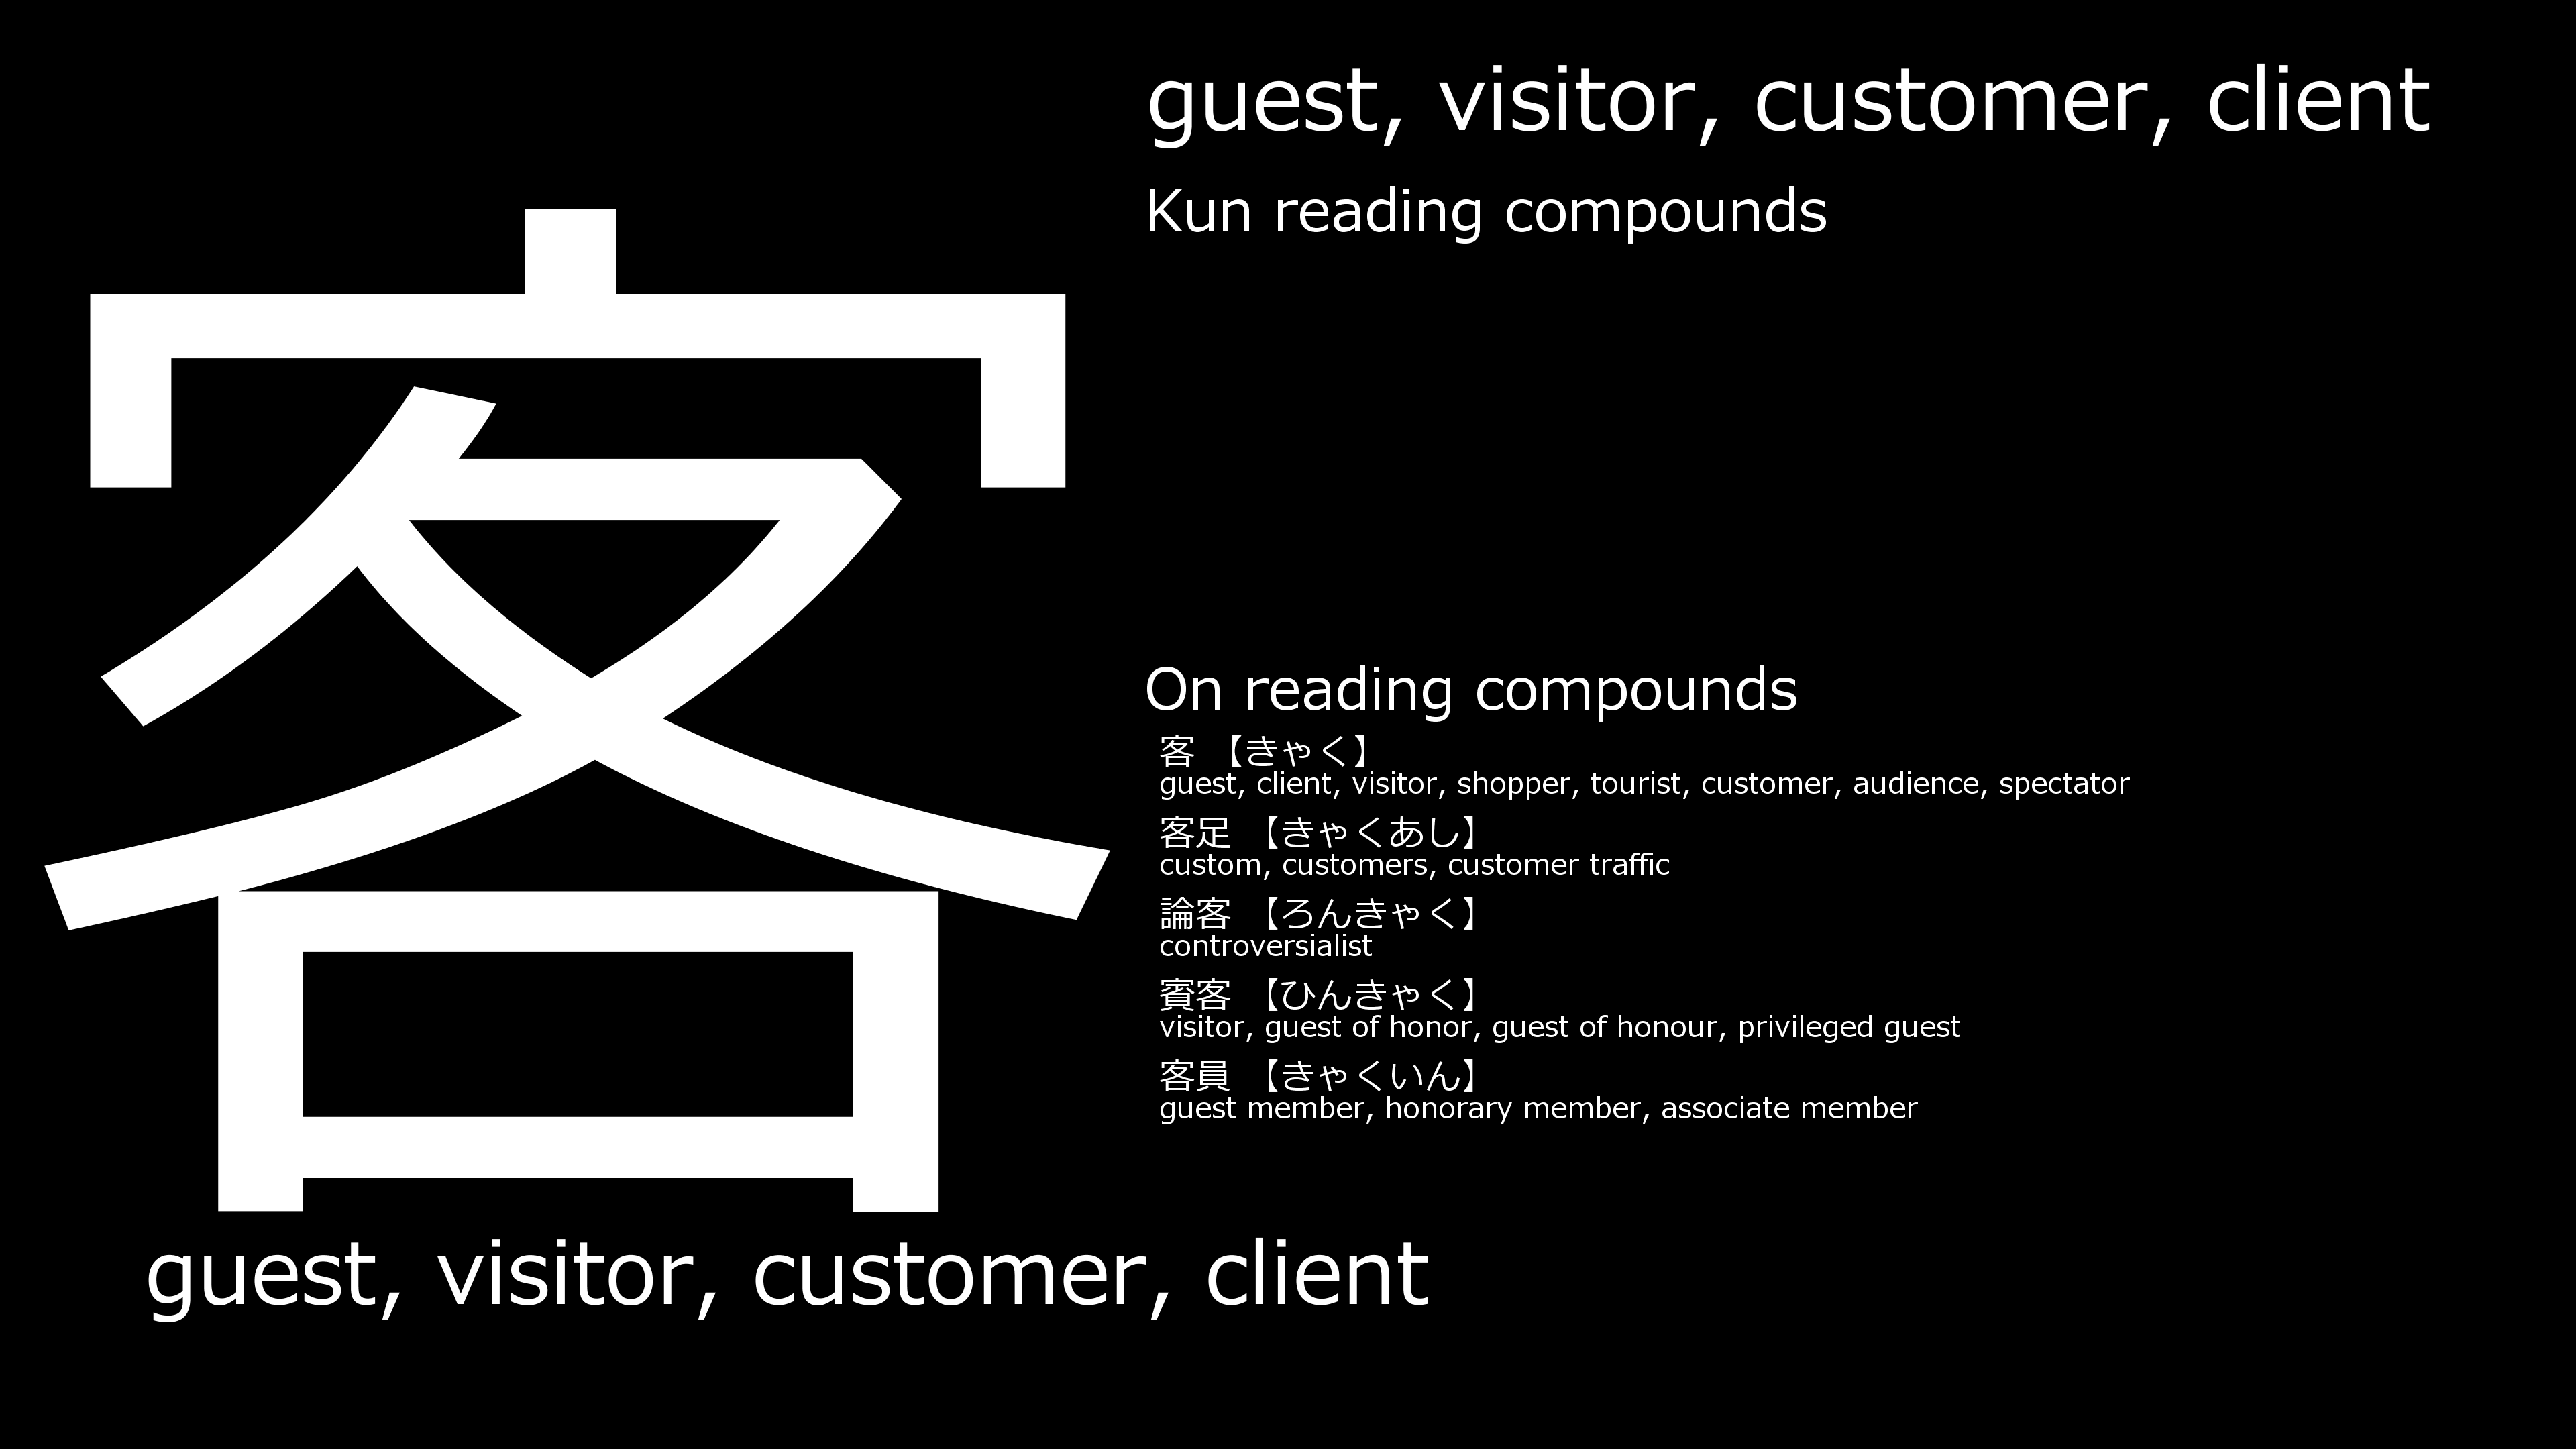 客
guest, visitor, customer, client
guest, visitor, customer, client
Kun reading compounds
On reading compounds
客 【きゃく】
guest, client, visitor, shopper, tourist, customer, audience, spectator
客足 【きゃくあし】
custom, customers, customer traffic
論客 【ろんきゃく】
controversialist
賓客 【ひんきゃく】
visitor, guest of honor, guest of honour, privileged guest
客員 【きゃくいん】
guest member, honorary member, associate member